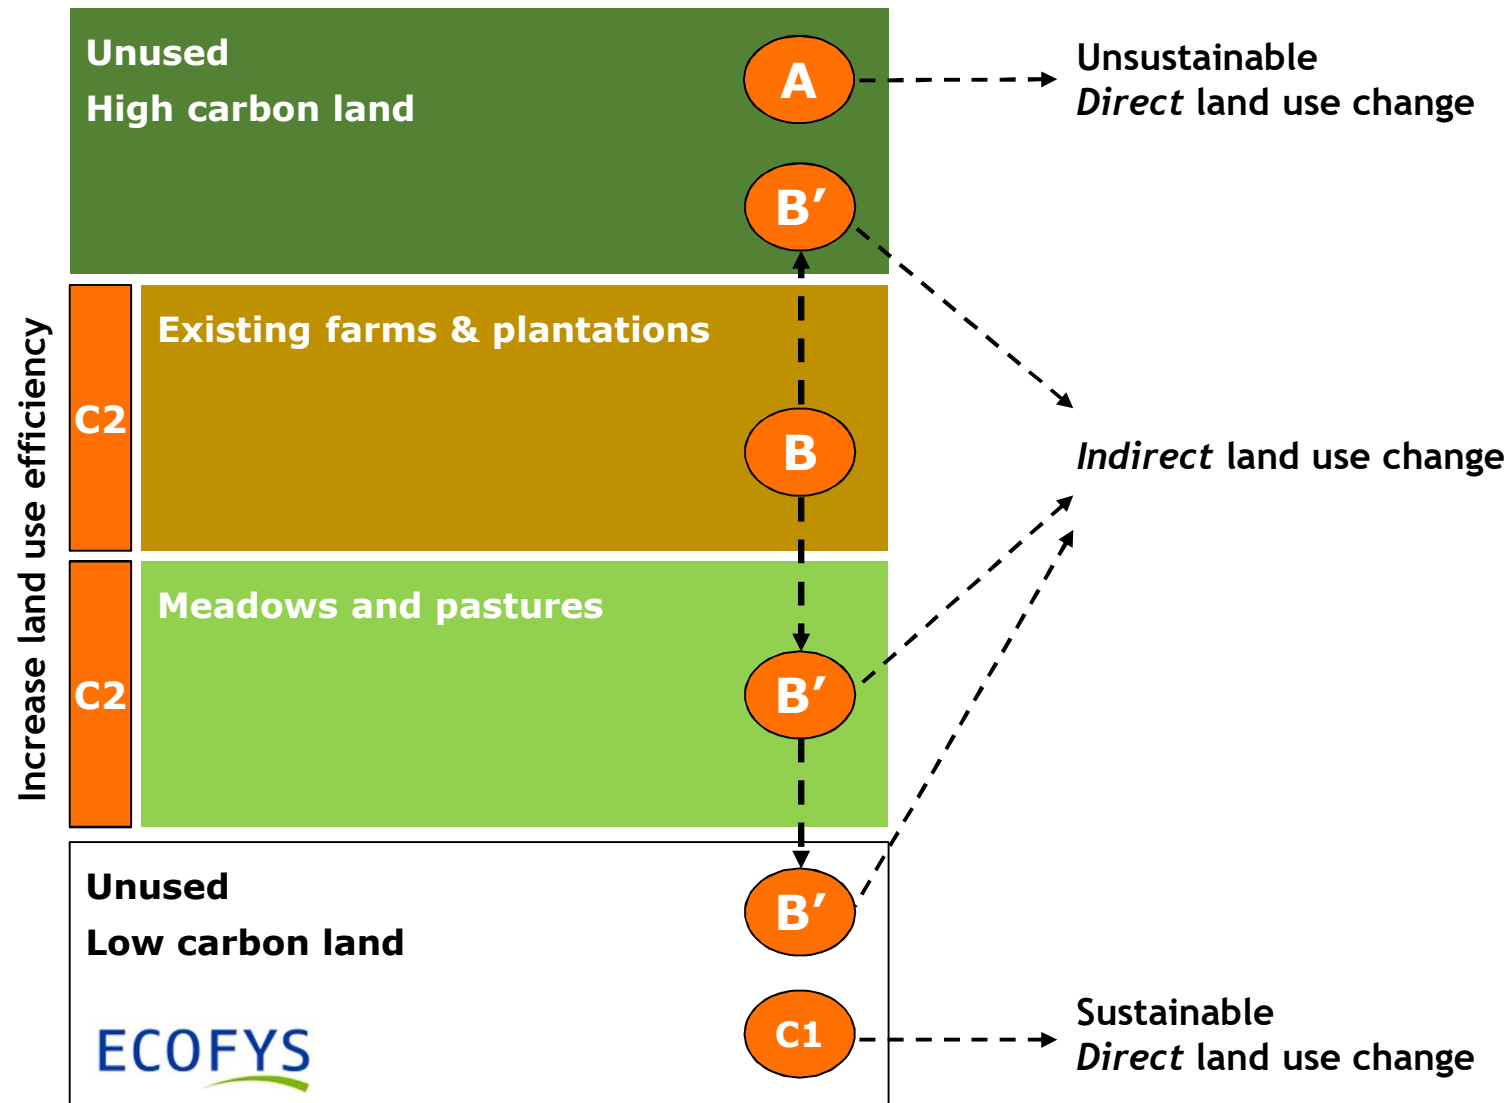 Unused
High carbon land
A
Unsustainable
Direct land use change
B′
Increase land use efficiency
C2
Existing farms & plantations
B
Indirect land use change
C2
Meadows and pastures
B′
Unused
Low carbon land
B′
ECOFYS
C1
Sustainable
Direct land use change